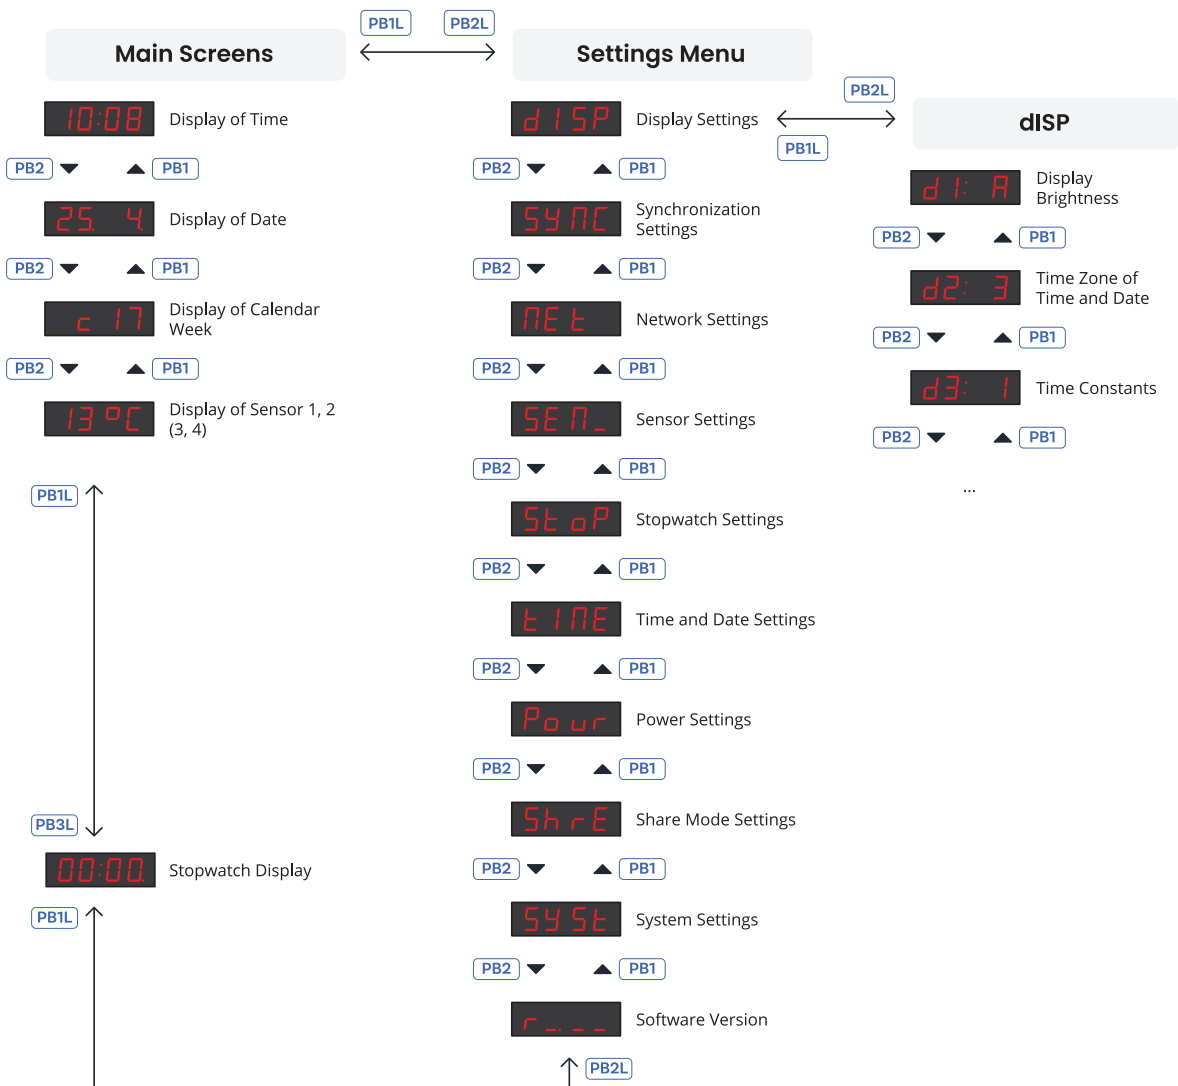 PB1L
PB2L
Main Screens
Settings Menu
10:08
Display of Time
PB2
PB1
25. 4.
Display of Date
PB2
PB1
c 17
Display of Calendar
Week
PB2
PB1
13 °C
Display of Sensor 1, 2
(3, 4)
PB1L
PB3L
00:00.
Stopwatch Display
PB1L
dISP
Display Settings
PB2
PB1
SYNC
Synchronization
Settings
PB2
PB1
NEt
Network Settings
PB2
PB1
SEN_
Sensor Settings
PB2
PB1
StoP
Stopwatch Settings
PB2
PB1
tIME
Time and Date Settings
PB2
PB1
Pour
Power Settings
PB2
PB1
ShrE
Share Mode Settings
PB2
PB1
SYSt
System Settings
PB2
PB1
r _._ _
Software Version
PB2L
PB2L
PB1L
dISP
d1: A
Display
Brightness
PB2
PB1
d2: 3
Time Zone of
Time and Date
PB2
PB1
d3: 1
Time Constants
PB2
PB1
...